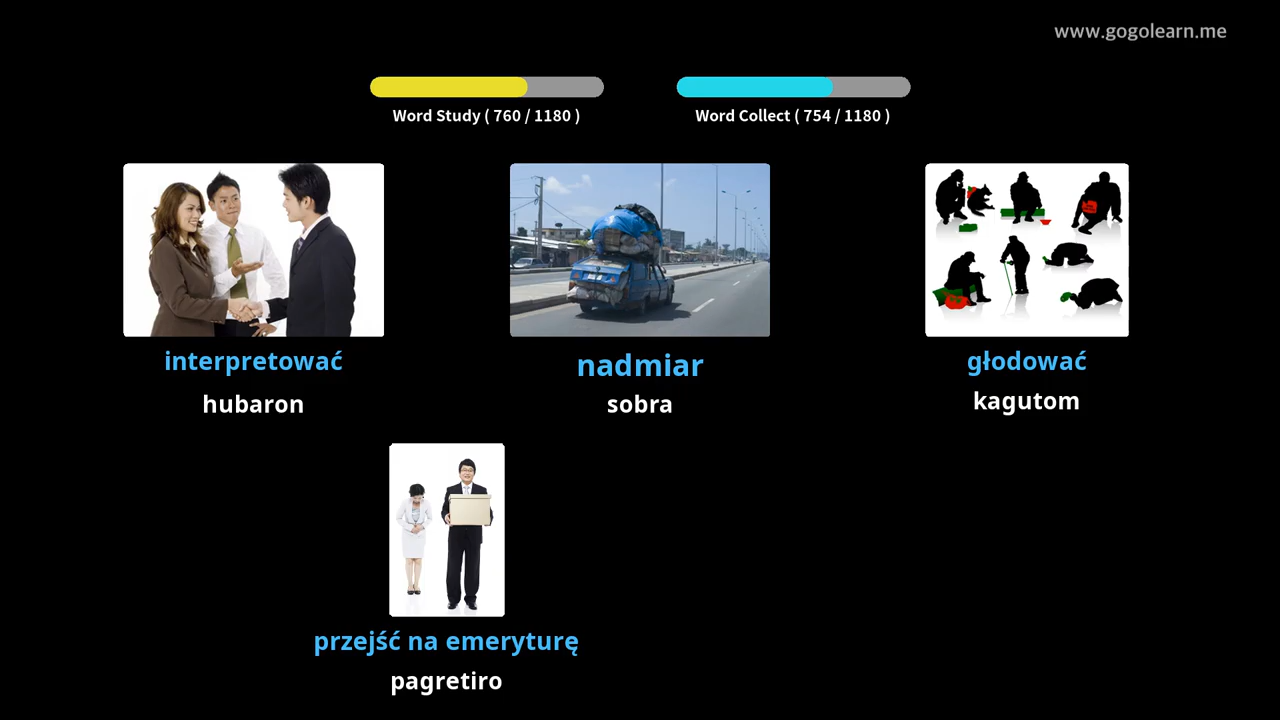 www.gogolearn.me
Word Study ( 760 / 1180 )
Word Collect ( 754 / 1180 )
interpretować
hubaron
nadmiar
sobra
głodować
kagutom
przejść na emeryturę
pagretiro